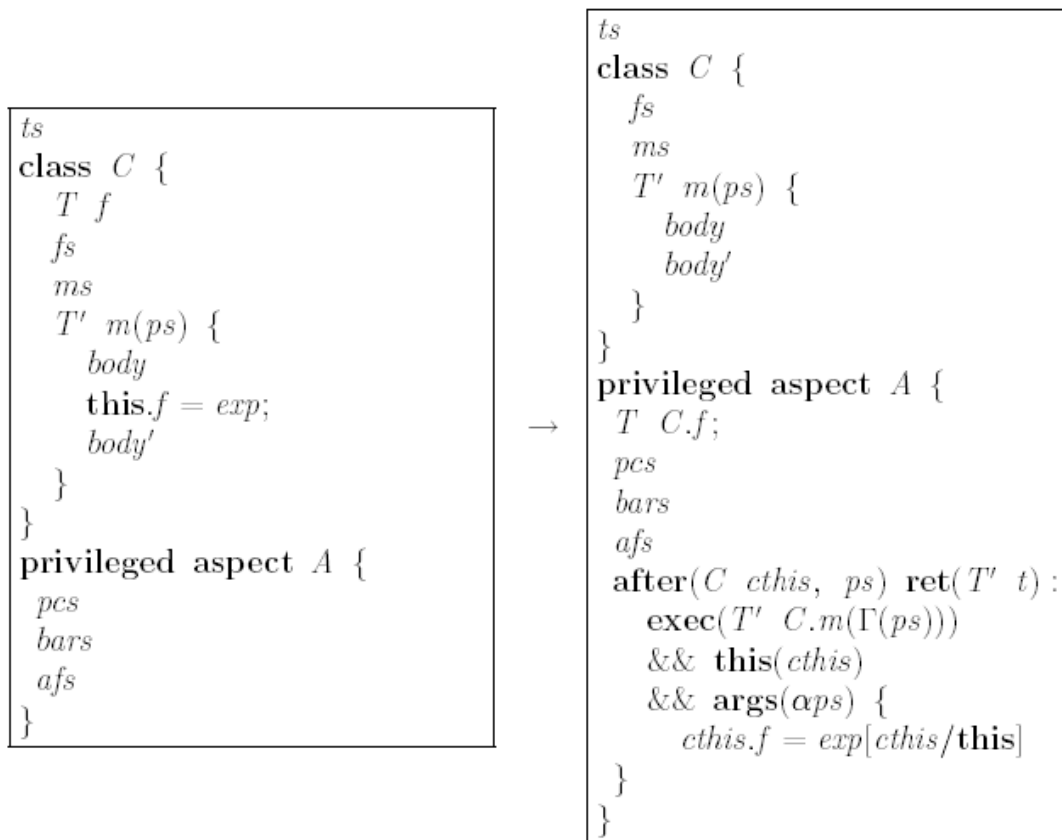 ts
class C {
T f
fs
ms
T′ m(ps) {
body
this.f = exp;
body′
}
}
privileged aspect A {
pcs
bars
afs
}
→
ts
class C {
fs
ms
T′ m(ps) {
body
body′
}
}
privileged aspect A {
T C.f;
pcs
bars
afs
after(C cthis, ps) ret(T′ t) :
exec(T′ C.m(Γ(ps)))
&& this(cthis)
&& args(αps) {
cthis.f = exp[cthis/this]
}
}